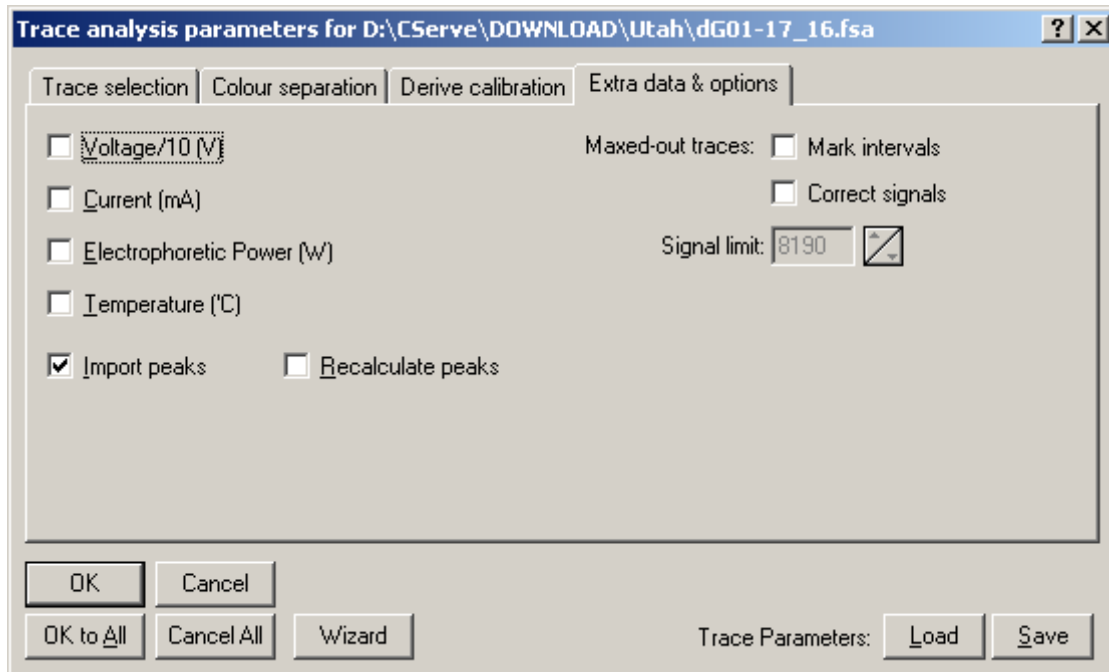 Trace analysis parameters for D:\CServe\DOWNLOAD\Utah\dG01-17_16.fsa
Trace selection Colour separation Derive calibration Extra data & options
Voltage/10 (V) Maxed-out traces: Mark intervals
Current (mA) Correct signals
Electrophoretic Power (W) Signal limit: 8190
Temperature ('C)
Import peaks Recalculate peaks
OK Cancel
OK to All Cancel All Wizard Trace Parameters: Load Save